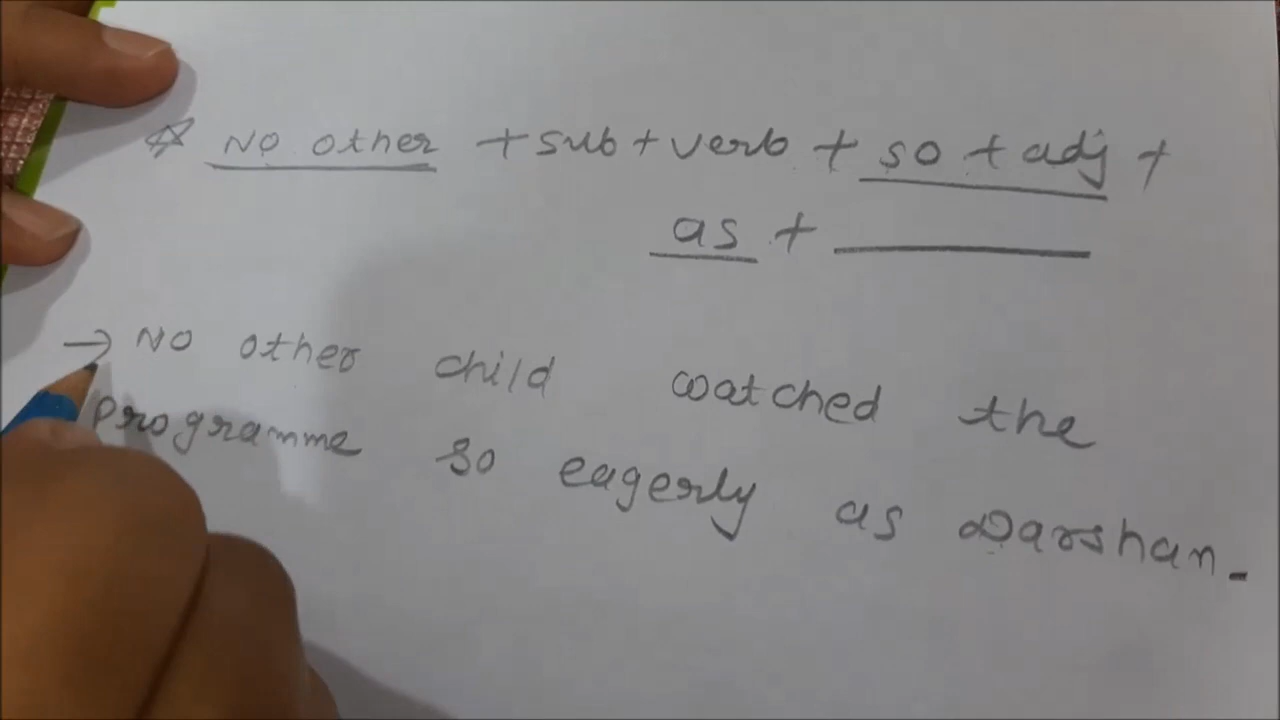 ☆ No other + sub + verb + so + adj +
as + ________
→ No other child watched the
programme so eagerly as Darshan.